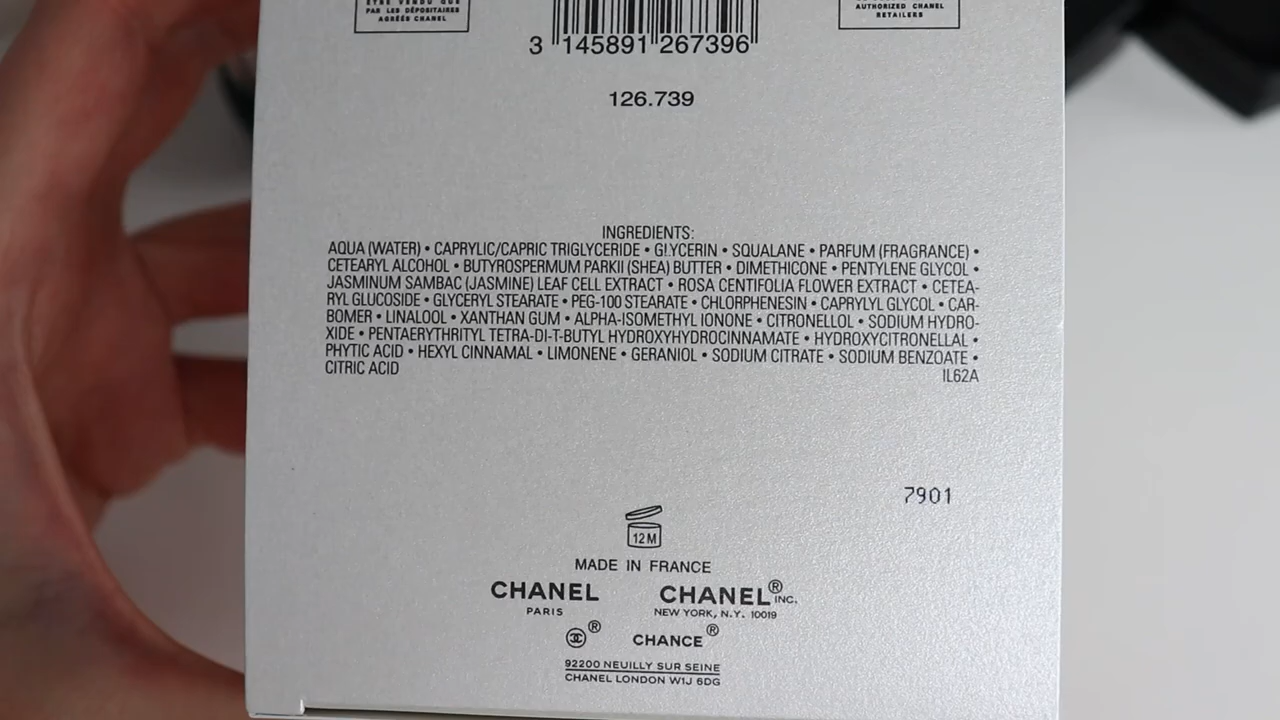 ÊTRE VENDU QUE
PAR LES DÉPOSITAIRES
AGRÉÉS CHANEL
AUTHORIZED CHANEL
RETAILERS
3 145891 267396
126.739
INGREDIENTS:
AQUA (WATER) • CAPRYLIC/CAPRIC TRIGLYCERIDE • GLYCERIN • SQUALANE • PARFUM (FRAGRANCE) •
CETEARYL ALCOHOL • BUTYROSPERMUM PARKII (SHEA) BUTTER • DIMETHICONE • PENTYLENE GLYCOL •
JASMINUM SAMBAC (JASMINE) LEAF CELL EXTRACT • ROSA CENTIFOLIA FLOWER EXTRACT • CETEA-
RYL GLUCOSIDE • GLYCERYL STEARATE • PEG-100 STEARATE • CHLORPHENESIN • CAPRYLYL GLYCOL • CAR-
BOMER • LINALOOL • XANTHAN GUM • ALPHA-ISOMETHYL IONONE • CITRONELLOL • SODIUM HYDRO-
XIDE • PENTAERYTHRITYL TETRA-DI-T-BUTYL HYDROXYHYDROCINNAMATE • HYDROXYCITRONELLAL •
PHYTIC ACID • HEXYL CINNAMAL • LIMONENE • GERANIOL • SODIUM CITRATE • SODIUM BENZOATE •
CITRIC ACID IL62A
7901
12M
MADE IN FRANCE
CHANEL CHANEL® INC.
PARIS NEW YORK, N.Y. 10019
® CHANCE®
92200 NEUILLY SUR SEINE
CHANEL LONDON W1J 6DG